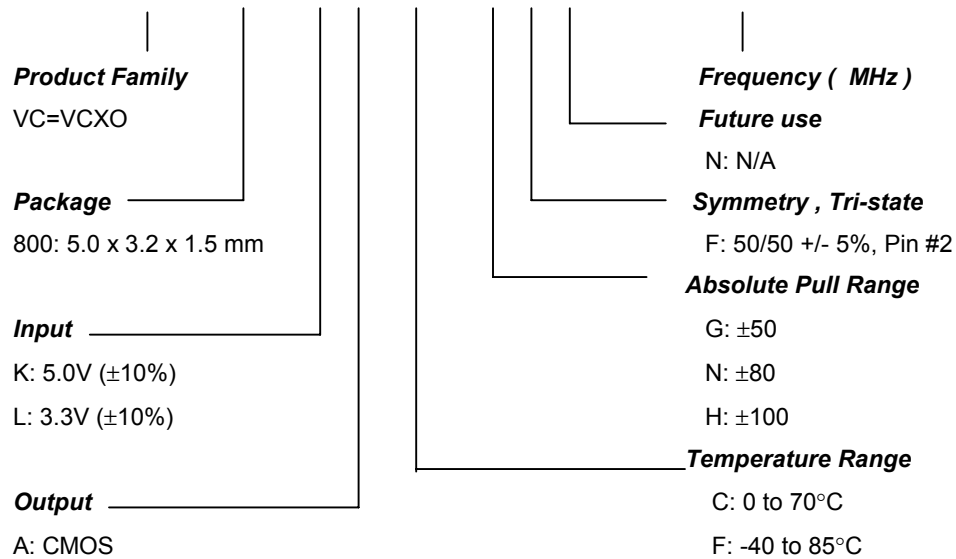 Product Family
VC=VCXO
Package
800: 5.0 x 3.2 x 1.5 mm
Input
K: 5.0V (±10%)
L: 3.3V (±10%)
Output
A: CMOS
Frequency ( MHz )
Future use
N: N/A
Symmetry , Tri-state
F: 50/50 +/- 5%, Pin #2
Absolute Pull Range
G: ±50
N: ±80
H: ±100
Temperature Range
C: 0 to 70°C
F: -40 to 85°C